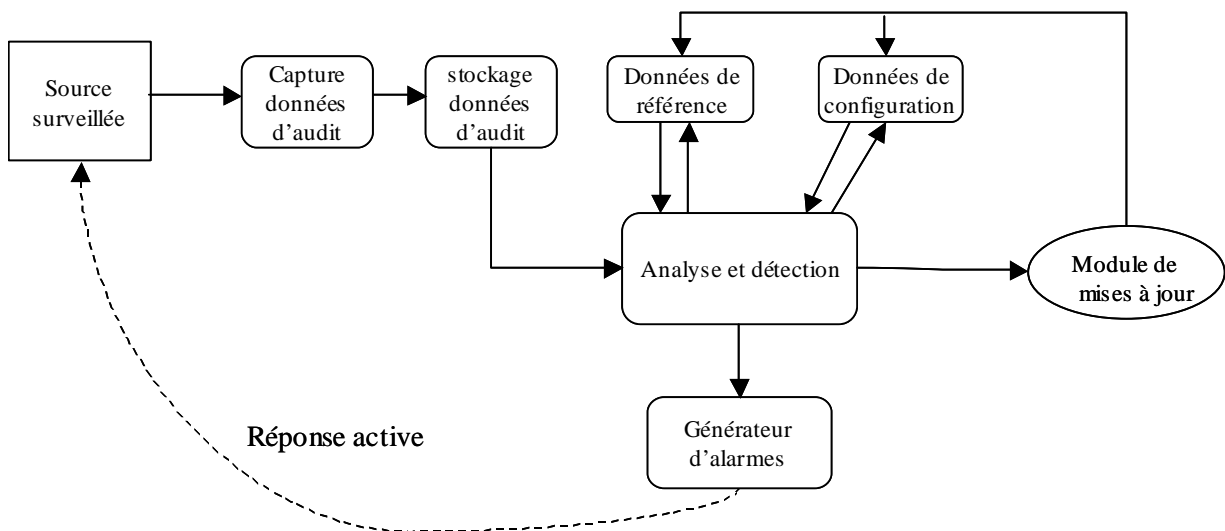 Source
surveillée
Capture
données
d'audit
stockage
données
d'audit
Données de
référence
Données de
configuration
Analyse et détection
Module de
mises à jour
Générateur
d'alarmes
Réponse active